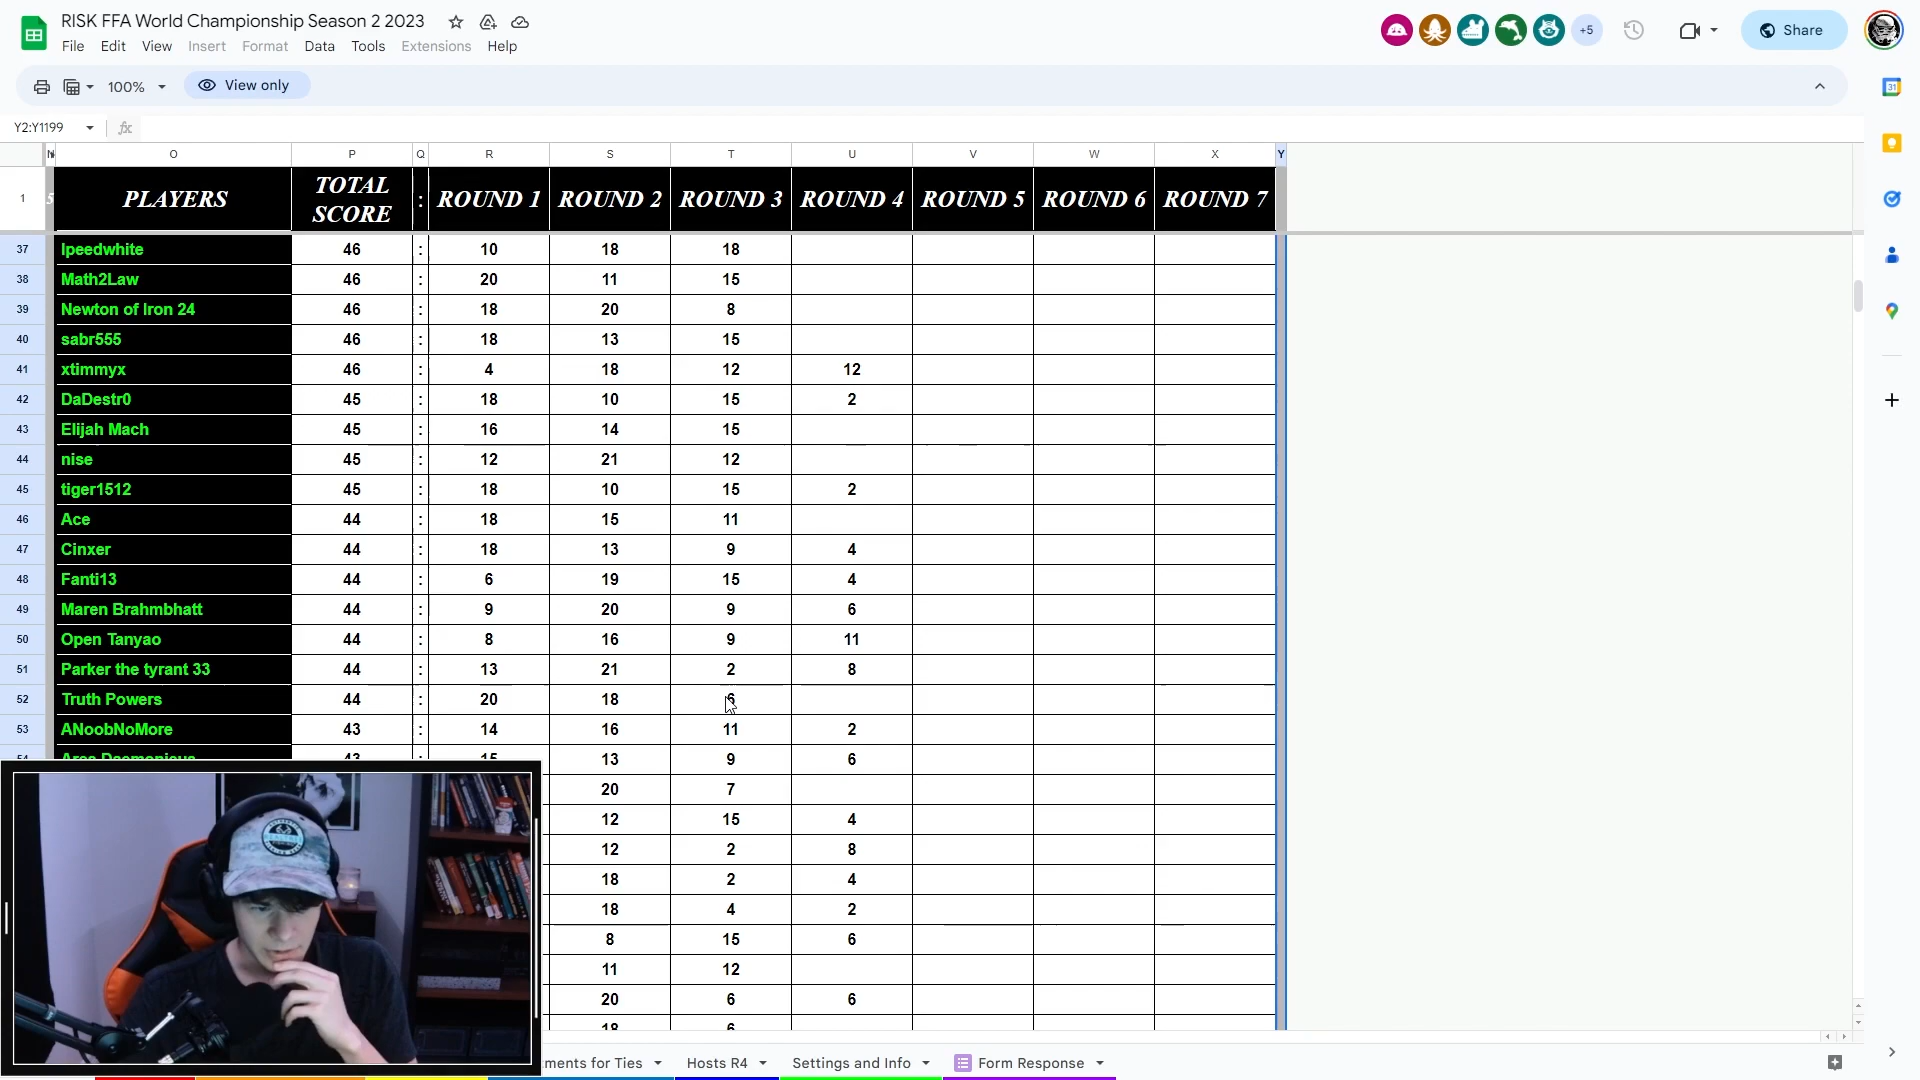 RISK FFA World Championship Season 2 2023
File Edit View Insert Format Data Tools Extensions Help
+5
Share
100% View only
31
Y2:Y1199 fx
O P Q R S T U V W X Y
1 PLAYERS TOTAL SCORE : ROUND 1 ROUND 2 ROUND 3 ROUND 4 ROUND 5 ROUND 6 ROUND 7
37 lpeedwhite 46 : 10 18 18
38 Math2Law 46 : 20 11 15
39 Newton of Iron 24 46 : 18 20 8
40 sabr555 46 : 18 13 15
41 xtimmyx 46 : 4 18 12 12
42 DaDestr0 45 : 18 10 15 2
43 Elijah Mach 45 : 16 14 15
44 nise 45 : 12 21 12
45 tiger1512 45 : 18 10 15 2
46 Ace 44 : 18 15 11
47 Cinxer 44 : 18 13 9 4
48 Fanti13 44 : 6 19 15 4
49 Maren Brahmbhatt 44 : 9 20 9 6
50 Open Tanyao 44 : 8 16 9 11
51 Parker the tyrant 33 44 : 13 21 2 8
52 Truth Powers 44 : 20 18 6
53 ANoobNoMore 43 : 14 16 11 2
54 43 : 15 13 9 6
20 7
12 15 4
12 2 8
18 2 4
18 4 2
8 15 6
11 12
20 6 6
18 6
ments for Ties Hosts R4 Settings and Info Form Response